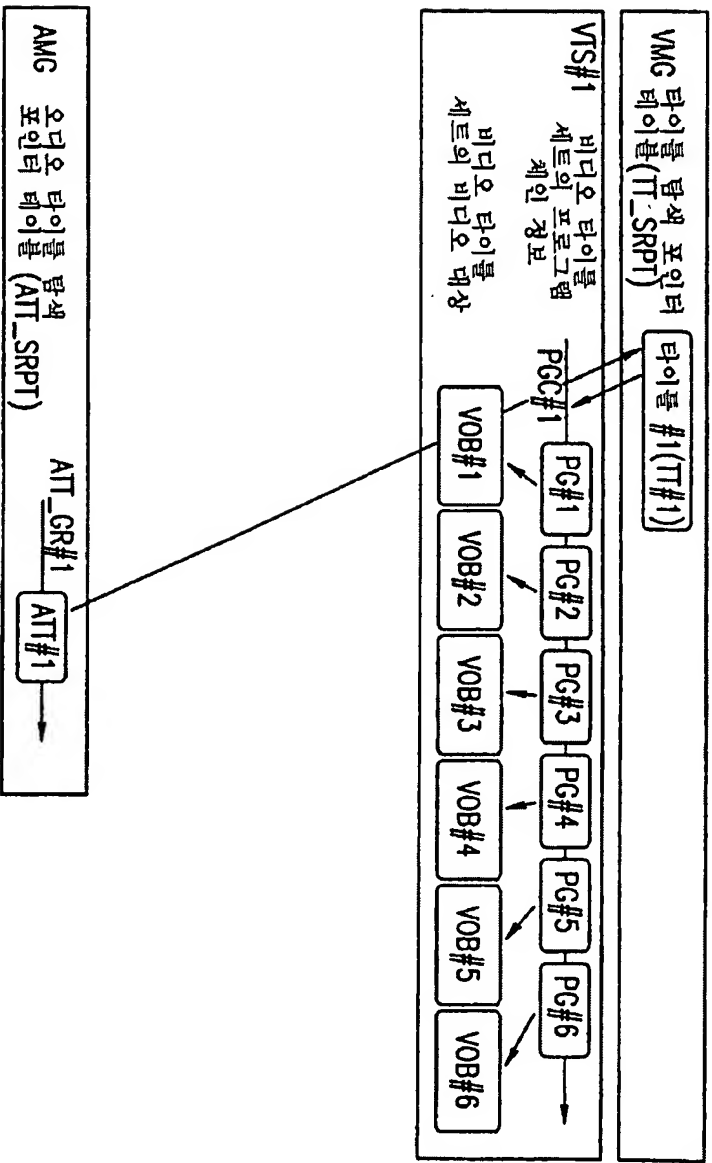 VMG 타이틀 탐색 포인터
테이블(TT_SRPT)
타이틀 #1(TT#1)
VTS#1
비디오 타이틀
세트의 프로그램
체인 정보
PGC#1
PG#1
PG#2
PG#3
PG#4
PG#5
PG#6
비디오 타이틀
세트의 비디오 대상
VOB#1
VOB#2
VOB#3
VOB#4
VOB#5
VOB#6
AMG
오디오 타이틀 탐색
포인터 테이블 (ATT_SRPT)
ATT_GR#1
ATT#1